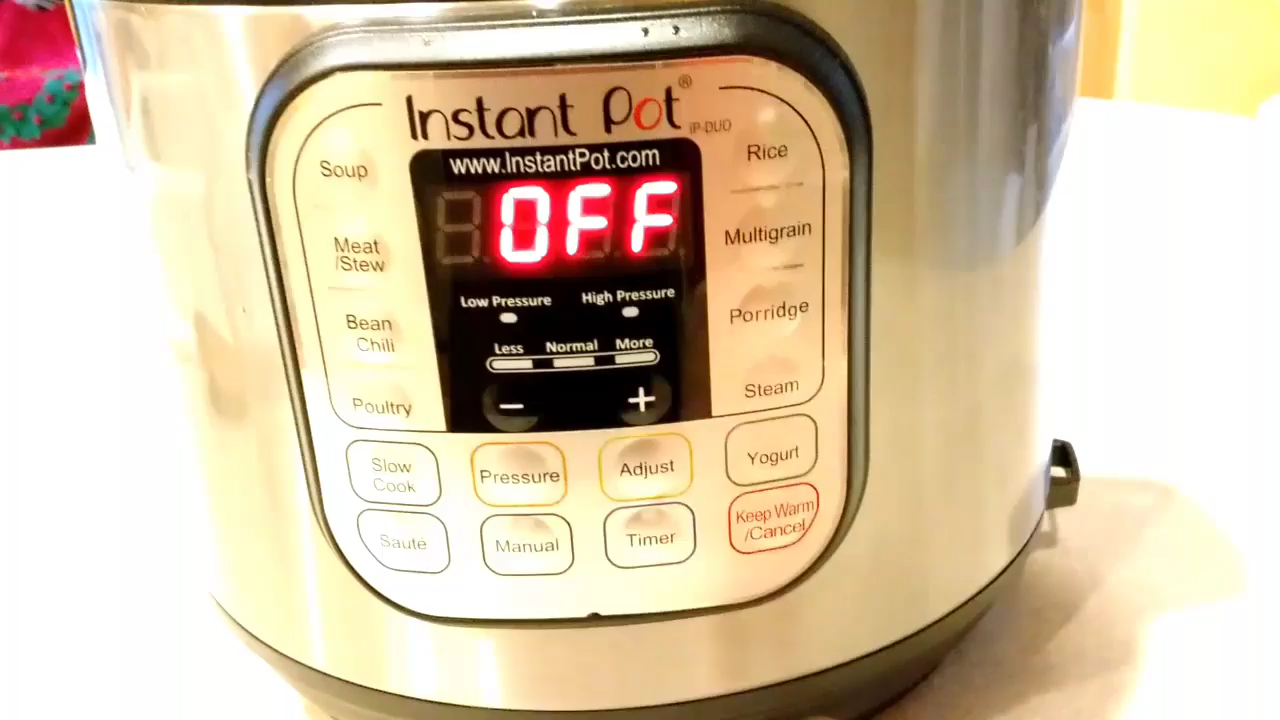 Instant Pot®
iP-DUO
www.InstantPot.com
OFF
Low Pressure
High Pressure
Less Normal More
− +
Soup
Meat
/Stew
Bean
Chili
Poultry
Rice
Multigrain
Porridge
Steam
Slow
Cook
Pressure
Adjust
Yogurt
Sauté
Manual
Timer
Keep Warm
/Cancel